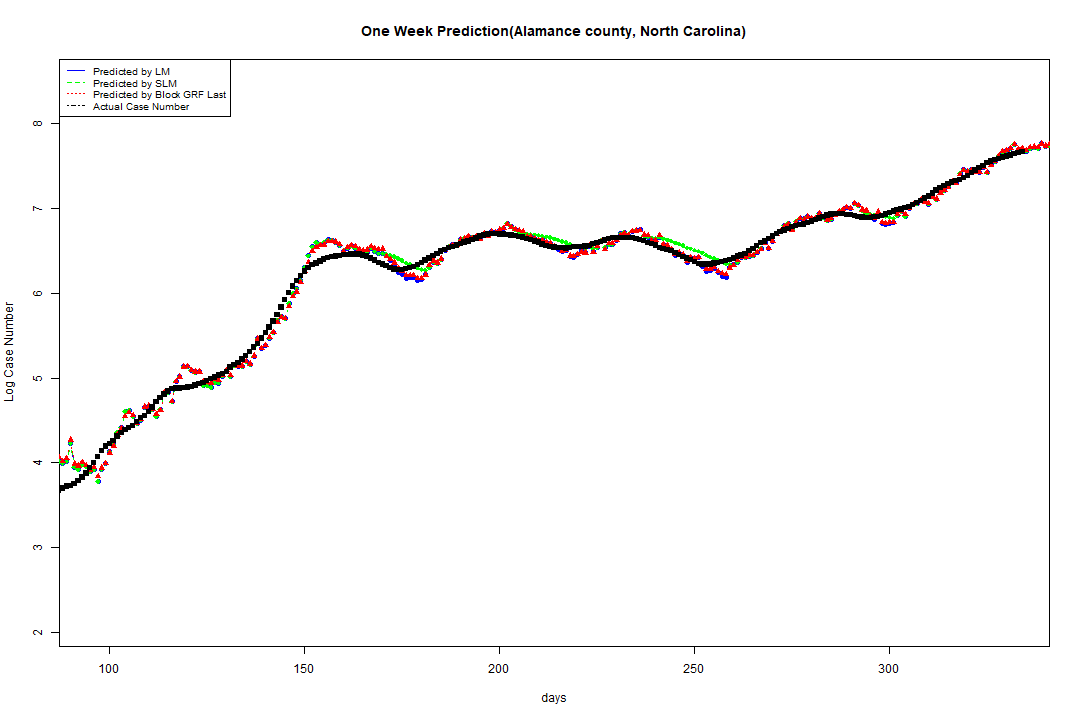 One Week Prediction(Alamance county, North Carolina)
Predicted by LM
Predicted by SLM
Predicted by Block GRF Last
Actual Case Number
Log Case Number
8
7
6
5
4
3
2
100 150 200 250 300
days